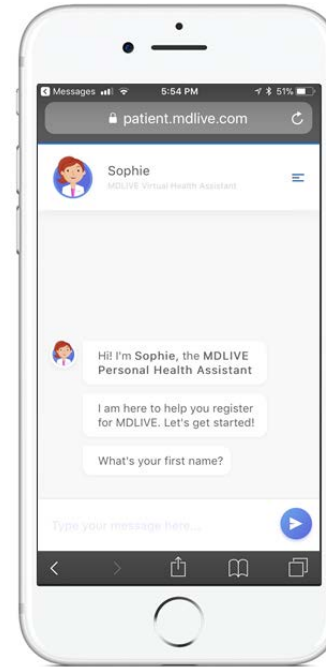 Messages 5:54 PM 51%
patient.mdlive.com
Sophie
MDLIVE Virtual Health Assistant
Hi! I'm Sophie, the MDLIVE
Personal Health Assistant
I am here to help you register
for MDLIVE. Let's get started!
What's your first name?
Type your message here...